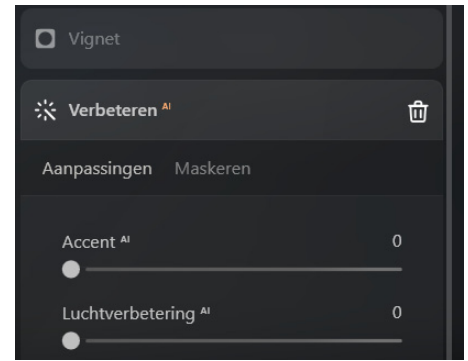 Vignet
Verbeteren AI
Aanpassingen Maskeren
Accent AI 0
Luchtverbetering AI 0